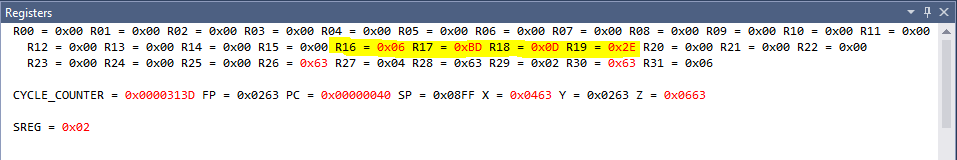 Registers
R00 = 0x00 R01 = 0x00 R02 = 0x00 R03 = 0x00 R04 = 0x00 R05 = 0x00 R06 = 0x00 R07 = 0x00 R08 = 0x00 R09 = 0x00 R10 = 0x00 R11 = 0x00
R12 = 0x00 R13 = 0x00 R14 = 0x00 R15 = 0x00 R16 = 0x06 R17 = 0xBD R18 = 0x0D R19 = 0x2E R20 = 0x00 R21 = 0x00 R22 = 0x00
R23 = 0x00 R24 = 0x00 R25 = 0x00 R26 = 0x63 R27 = 0x04 R28 = 0x63 R29 = 0x02 R30 = 0x63 R31 = 0x06
CYCLE_COUNTER = 0x0000313D FP = 0x0263 PC = 0x00000040 SP = 0x08FF X = 0x0463 Y = 0x0263 Z = 0x0663
SREG = 0x02